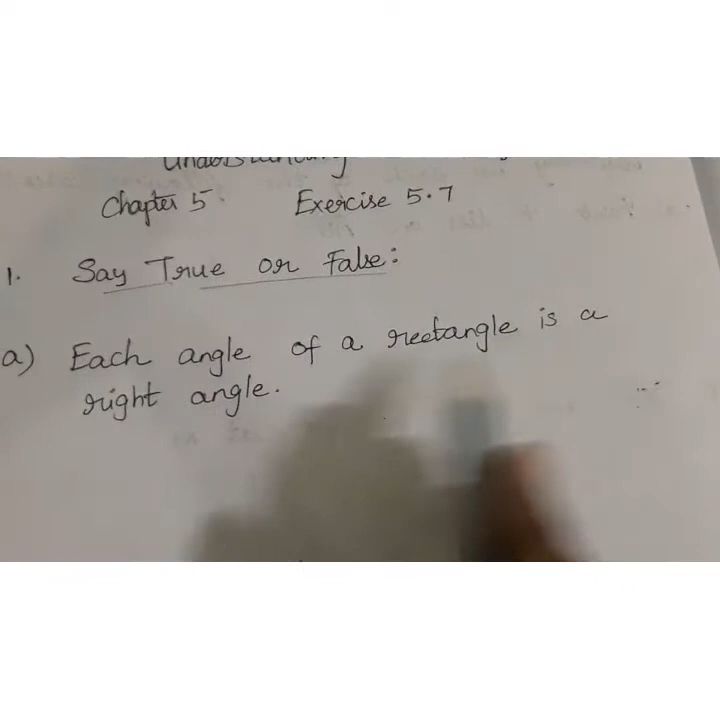 Chapter 5 Exercise 5.7
1. Say True or False:
a) Each angle of a rectangle is a
right angle.